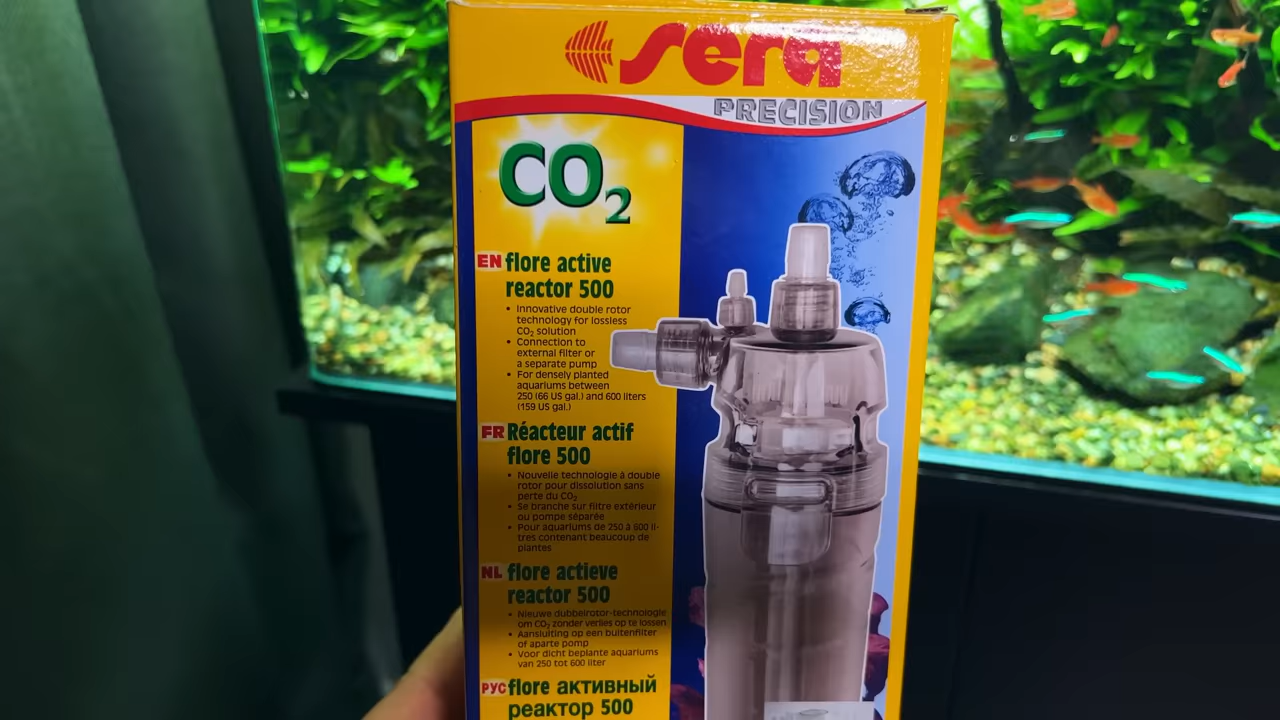 sera
PRECISION
CO₂
EN flore active
reactor 500
• Innovative double rotor
technology for lossless
CO₂ solution
• Connection to
external filter or
a separate pump
• For densely planted
aquariums between
250 (66 US gal.) and 600 liters
(159 US gal.)
FR Réacteur actif
flore 500
• Nouvelle technologie à double
rotor pour dissolution sans
perte du CO₂
• Se branche sur filtre extérieur
ou pompe séparée
• Pour aquariums de 250 à 600 li-
tres contenant beaucoup de
plantes
NL flore actieve
reactor 500
• Nieuwe dubbelrotor-technologie
om CO₂ zonder verlies op te lossen
• Aansluiting op een buitenfilter
of aparte pomp
• Voor dicht beplante aquariums
van 250 tot 600 liter
РУС flore активный
реактор 500